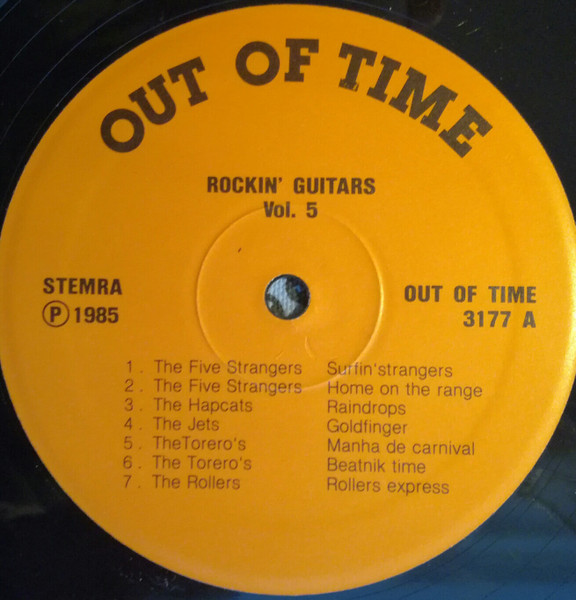 OUT OF TIME
ROCKIN' GUITARS
Vol. 5
STEMRA
Ⓟ 1985
OUT OF TIME
3177 A
1. The Five Strangers Surfin'strangers
2. The Five Strangers Home on the range
3. The Hapcats Raindrops
4. The Jets Goldfinger
5. TheTorero's Manha de carnival
6. The Torero's Beatnik time
7. The Rollers Rollers express